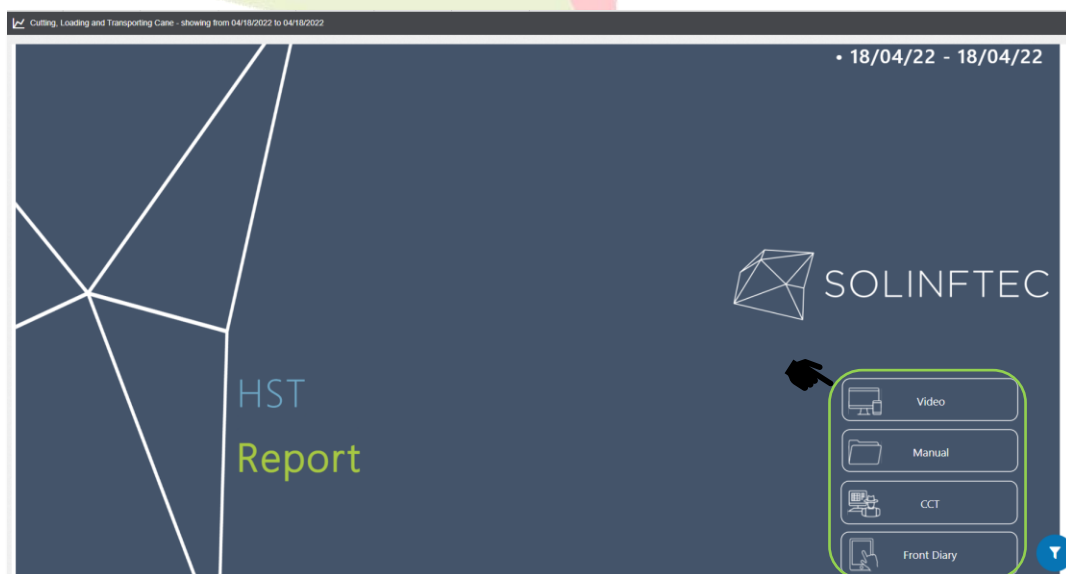 Cutting, Loading and Transporting Cane - showing from 04/18/2022 to 04/18/2022
• 18/04/22 - 18/04/22
SOLINFTEC
HST
Report
Video
Manual
CCT
Front Diary